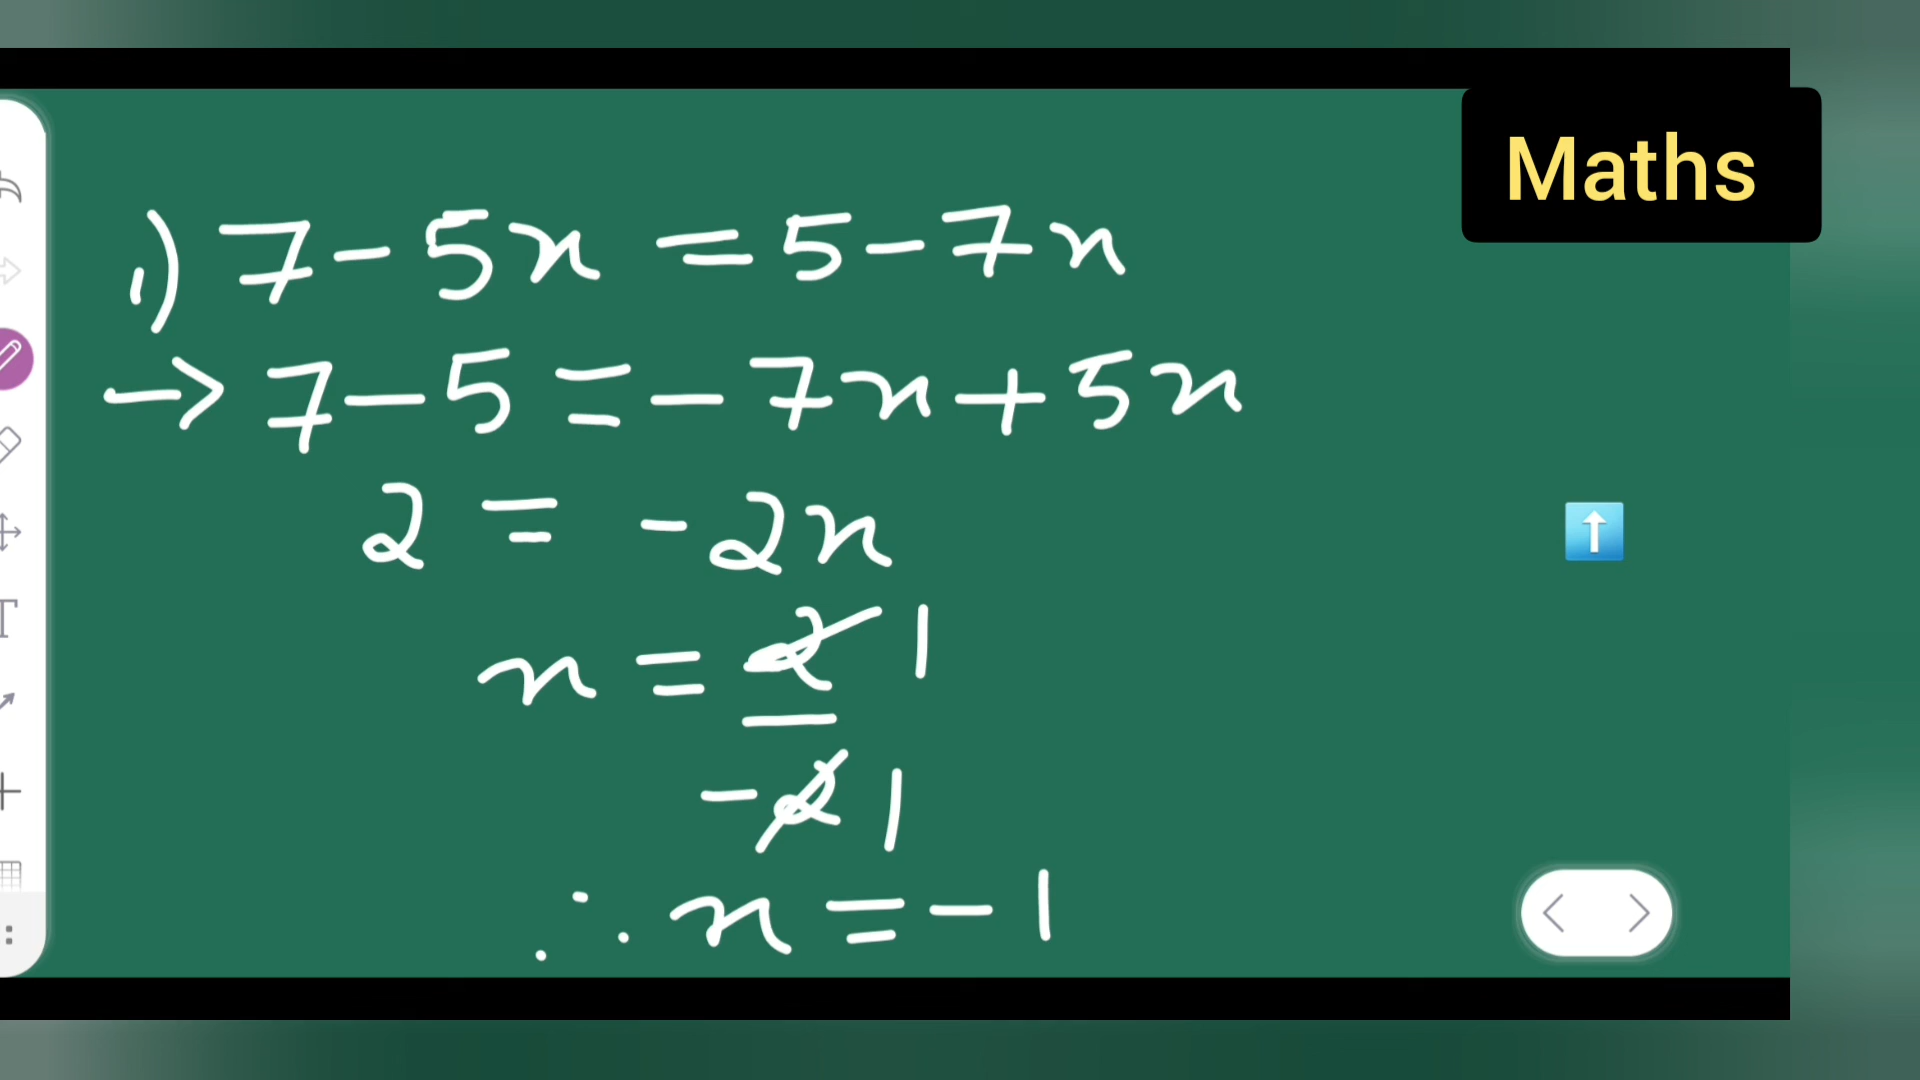 Maths
1) 7 - 5x = 5 - 7x
→ 7 - 5 = - 7x + 5x
2 = - 2x
x = 2 1
- 2 1
∴ x = - 1